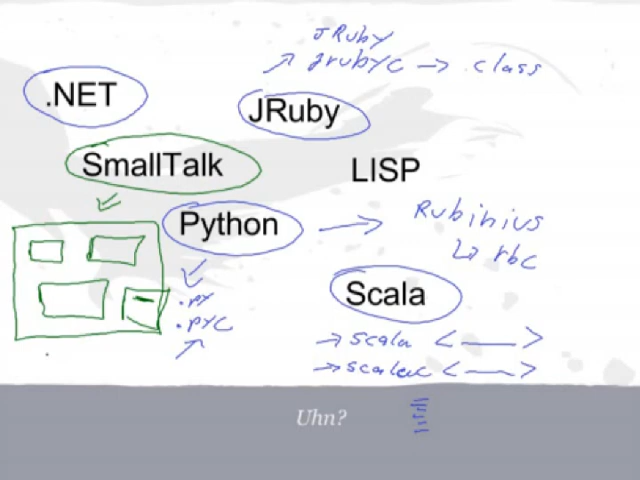 JRuby
jrubyc → class
.NET
JRuby
SmallTalk
LISP
Python
Rubinius
rbc
Scala
.py
.pyc
scala < >
scalac < >
Uhn?